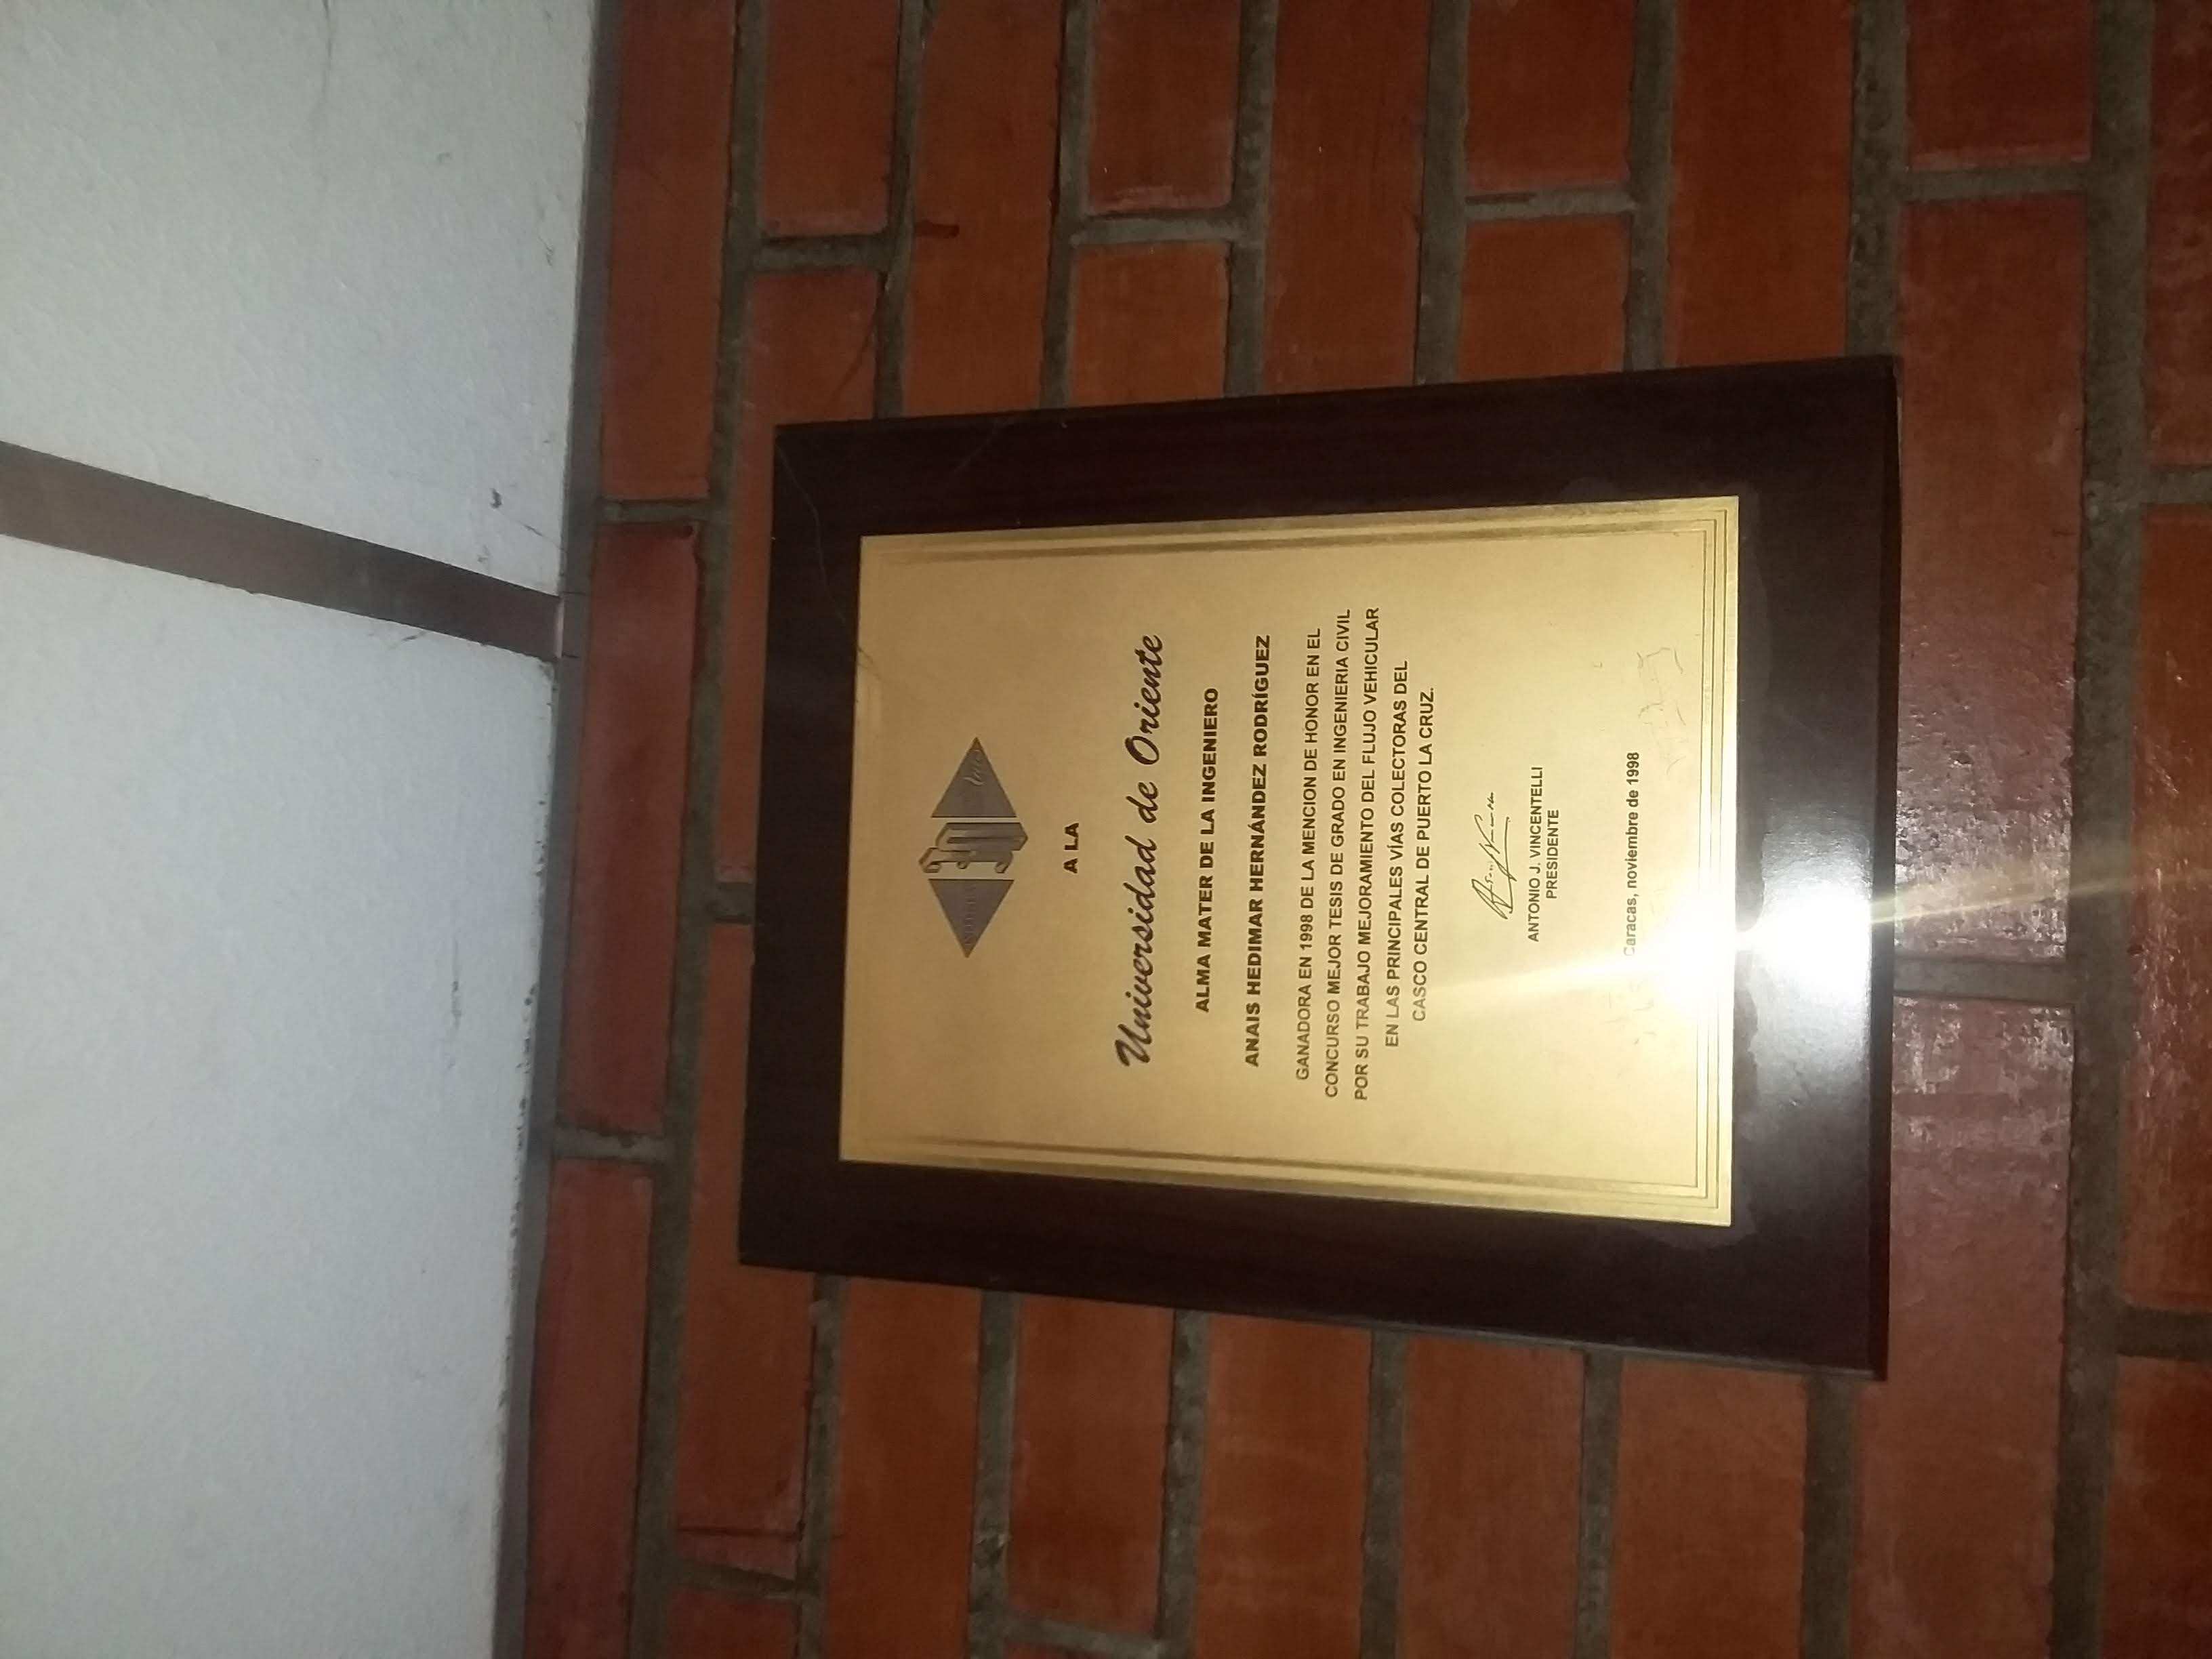 A LA
Universidad de Oriente
ALMA MATER DE LA INGENIERO
ANAIS HEDIMAR HERNÁNDEZ RODRÍGUEZ
GANADORA EN 1998 DE LA MENCION DE HONOR EN EL
CONCURSO MEJOR TESIS DE GRADO EN INGENIERIA CIVIL
POR SU TRABAJO MEJORAMIENTO DEL FLUJO VEHICULAR
EN LAS PRINCIPALES VÍAS COLECTORAS DEL
CASCO CENTRAL DE PUERTO LA CRUZ.
ANTONIO J. VINCENTELLI
PRESIDENTE
Caracas, noviembre de 1998